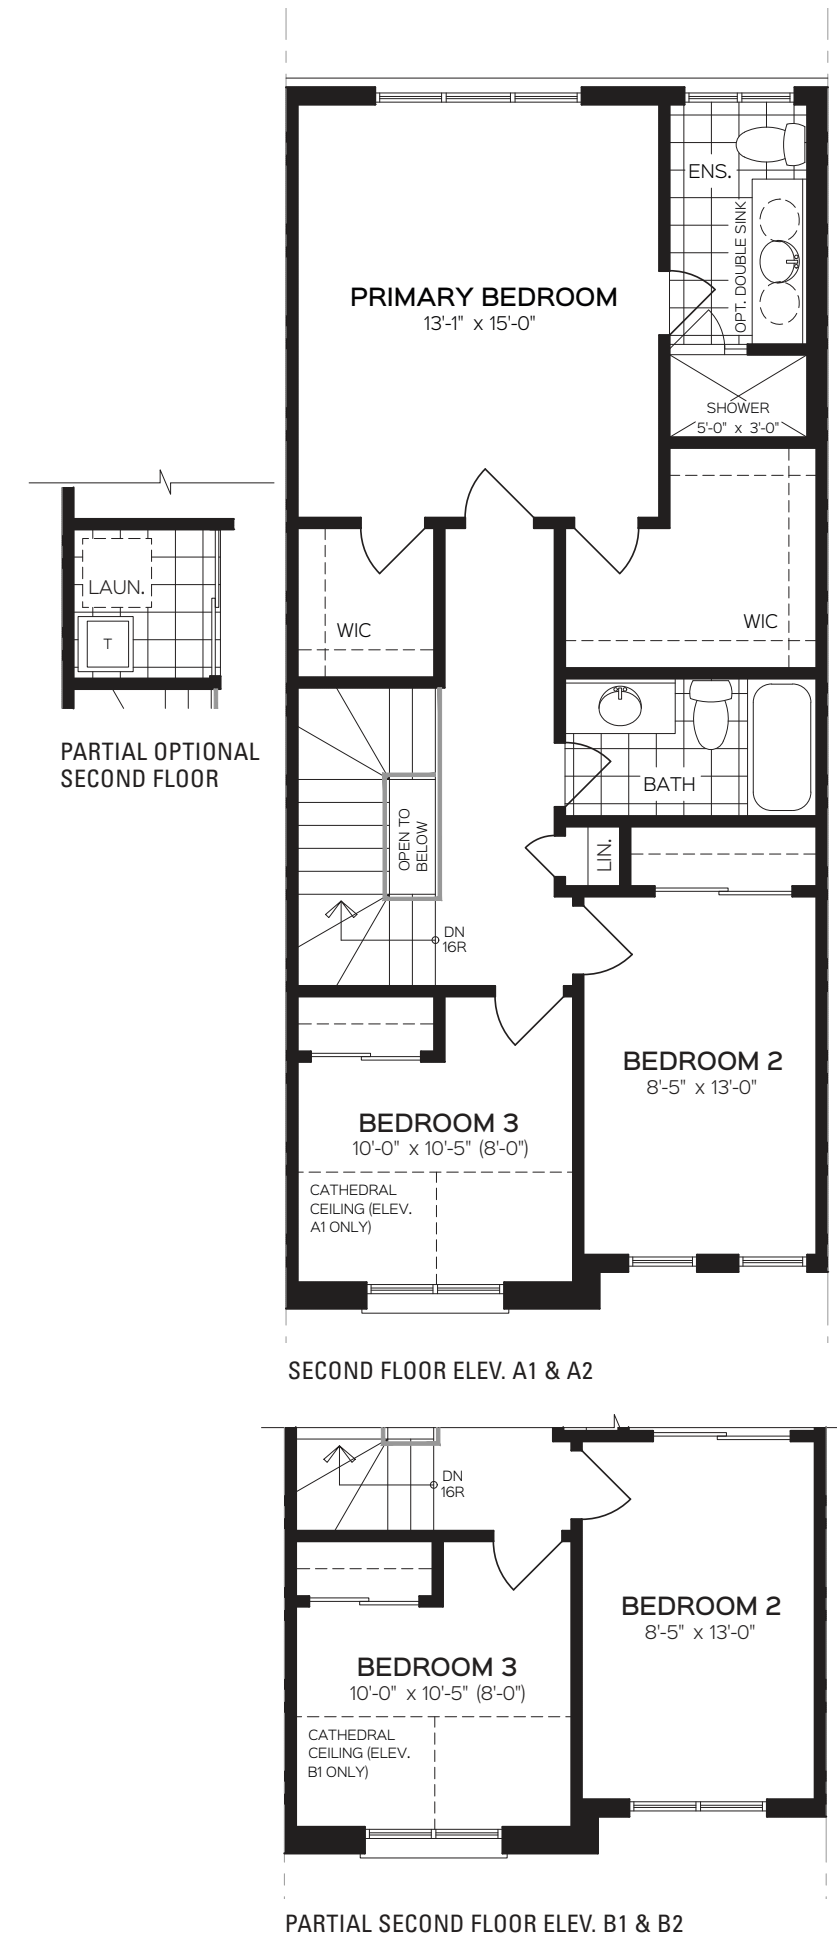 ENS.
OPT. DOUBLE SINK
PRIMARY BEDROOM
13'-1" x 15'-0"
SHOWER
5'-0" x 3'-0"
LAUN.
T
WIC
WIC
PARTIAL OPTIONAL
SECOND FLOOR
BATH
OPEN TO
BELOW
LIN.
DN
16R
BEDROOM 2
8'-5" x 13'-0"
BEDROOM 3
10'-0" x 10'-5" (8'-0")
CATHEDRAL
CEILING (ELEV.
A1 ONLY)
SECOND FLOOR ELEV. A1 & A2
DN
16R
BEDROOM 2
8'-5" x 13'-0"
BEDROOM 3
10'-0" x 10'-5" (8'-0")
CATHEDRAL
CEILING (ELEV.
B1 ONLY)
PARTIAL SECOND FLOOR ELEV. B1 & B2